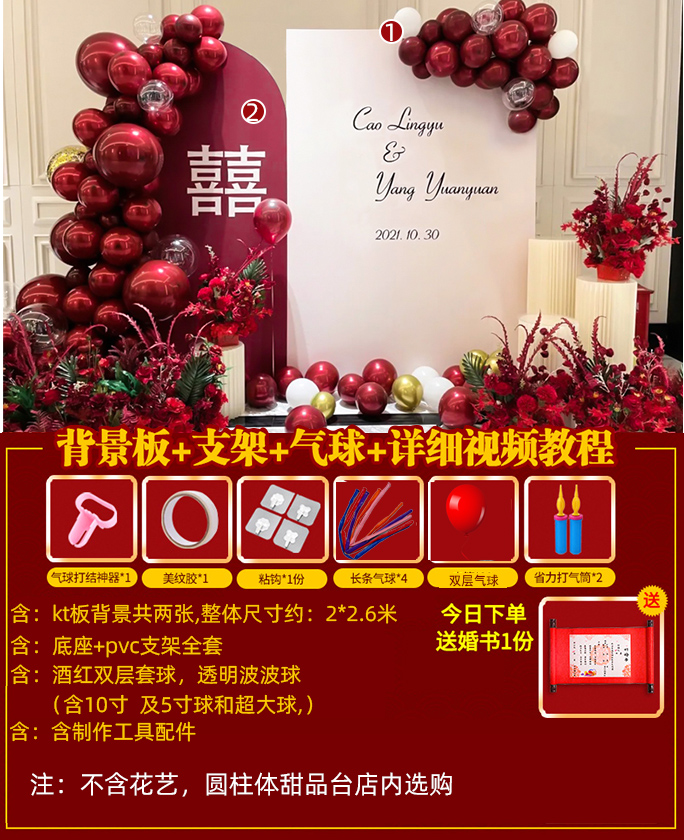 ①
②
囍
Cao Lingyu
&
Yang Yuanyuan
2021. 10. 30
背景板+支架+气球+详细视频教程
气球打结神器*1
美纹胶*1
粘钩*1份
长条气球*4
双层气球
省力打气筒*2
含：kt板背景共两张,整体尺寸约：2*2.6米
含：底座+pvc支架全套
含：酒红双层套球，透明波波球
（含10寸 及5寸球和超大球,）
含：含制作工具配件
今日下单
送婚书1份
送
注：不含花艺，圆柱体甜品台店内选购